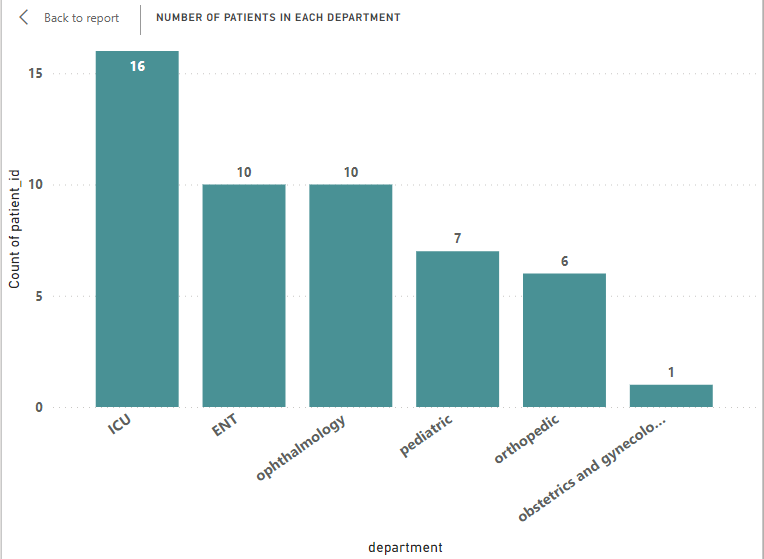 Back to report
NUMBER OF PATIENTS IN EACH DEPARTMENT
Count of patient_id
15
10
5
0
16
10
10
7
6
1
ICU
ENT
ophthalmology
pediatric
orthopedic
obstetrics and gynecolo...
department